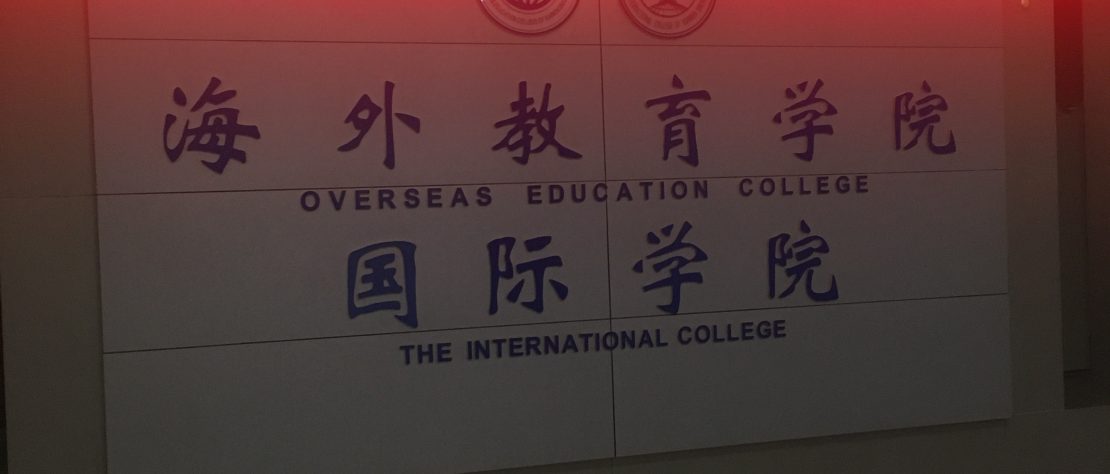 海外教育学院
OVERSEAS EDUCATION COLLEGE
国际学院
THE INTERNATIONAL COLLEGE